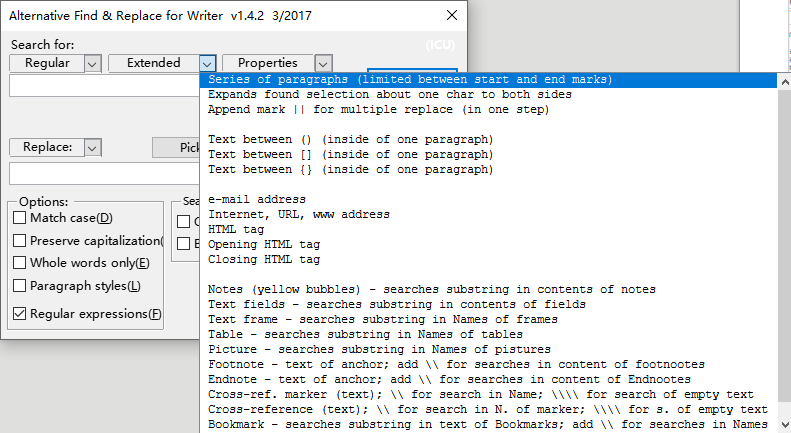 Alternative Find & Replace for Writer v1.4.2 3/2017
Search for:
(ICU)
Regular
Extended
Properties
Series of paragraphs (limited between start and end marks)
Expands found selection about one char to both sides
Append mark || for multiple replace (in one step)
Replace:
Text between () (inside of one paragraph)
Text between [] (inside of one paragraph)
Text between {} (inside of one paragraph)
Options:
Match case(D)
Preserve capitalization(
Whole words only(E)
Paragraph styles(L)
Regular expressions(F)
e-mail address
Internet, URL, www address
HTML tag
Opening HTML tag
Closing HTML tag
Notes (yellow bubbles) - searches substring in contents of notes
Text fields - searches substring in contents of fields
Text frame - searches substring in Names of frames
Table - searches substring in Names of tables
Picture - searches substring in Names of pistures
Footnote - text of anchor; add \\ for searches in content of footnootes
Endnote - text of anchor; add \\ for searches in content of Endnotes
Cross-ref. marker (text); \\ for search in Name; \\\\ for search of empty text
Cross-reference (text); \\ for search in N. of marker; \\\\ for s. of empty text
Bookmark - searches substring in text of Bookmarks; add \\ for searches in Names